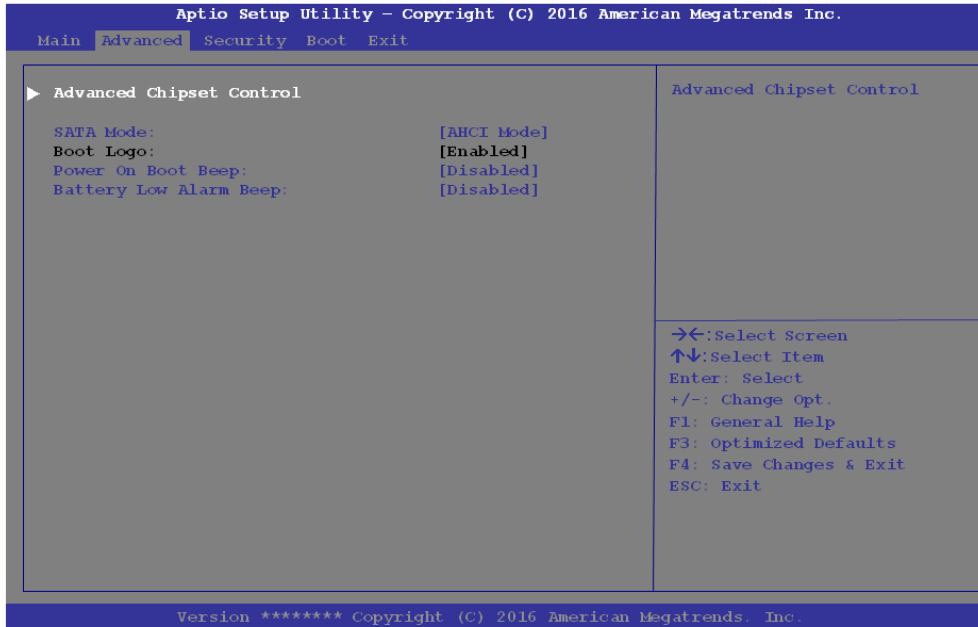 Aptio Setup Utility – Copyright (C) 2016 American Megatrends Inc.
Main Advanced Security Boot Exit
▶ Advanced Chipset Control
SATA Mode: [AHCI Mode]
Boot Logo: [Enabled]
Power On Boot Beep: [Disabled]
Battery Low Alarm Beep: [Disabled]
Advanced Chipset Control
→←:Select Screen
↑↓:Select Item
Enter: Select
+/-: Change Opt.
F1: General Help
F3: Optimized Defaults
F4: Save Changes & Exit
ESC: Exit
Version ******** Copyright (C) 2016 American Megatrends. Inc.